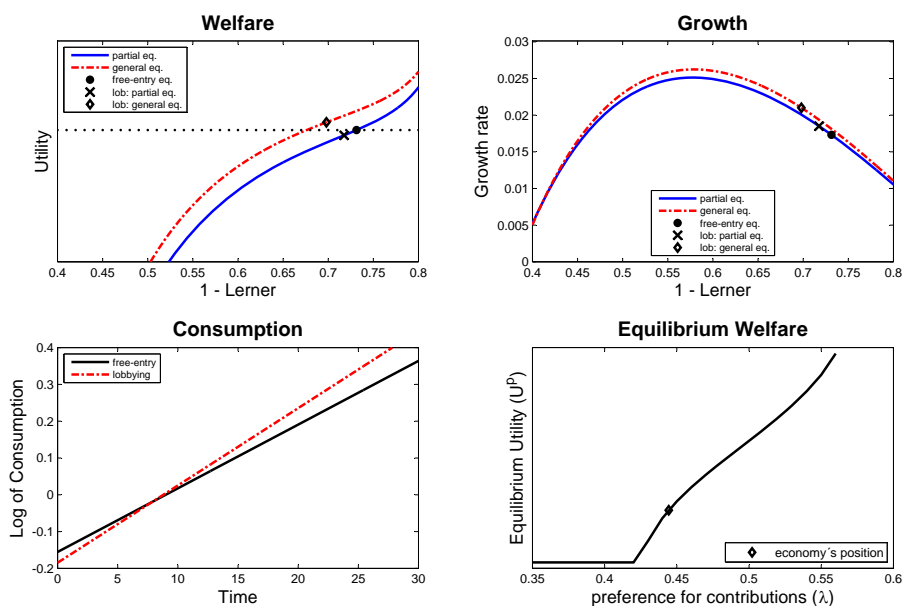 Welfare
Utility
partial eq.
general eq.
free-entry eq.
lob: partial eq.
lob: general eq.
0.4 0.45 0.5 0.55 0.6 0.65 0.7 0.75 0.8
1 - Lerner
Growth
Growth rate
0.03
0.025
0.02
0.015
0.01
0.005
0
partial eq.
general eq.
free-entry eq.
lob: partial eq.
lob: general eq.
0.4 0.45 0.5 0.55 0.6 0.65 0.7 0.75 0.8
1 - Lerner
Consumption
Log of Consumption
0.4
0.3
0.2
0.1
0
-0.1
-0.2
free-entry
lobbying
0 5 10 15 20 25 30
Time
Equilibrium Welfare
Equilibrium Utility (U^p)
economy´s position
0.35 0.4 0.45 0.5 0.55 0.6
preference for contributions (λ)